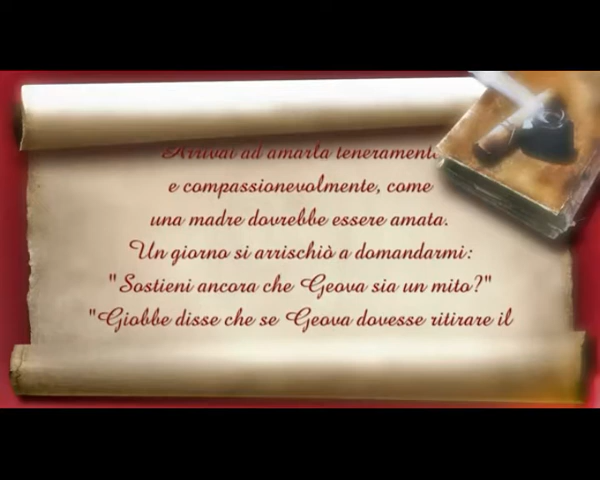 Arrivai ad amarla teneramente
e compassionevolmente, come
una madre dovrebbe essere amata.
Un giorno si arrischiò a domandarmi:
"Sostieni ancora che Geova sia un mito?"
"Giobbe disse che se Geova dovesse ritirare il